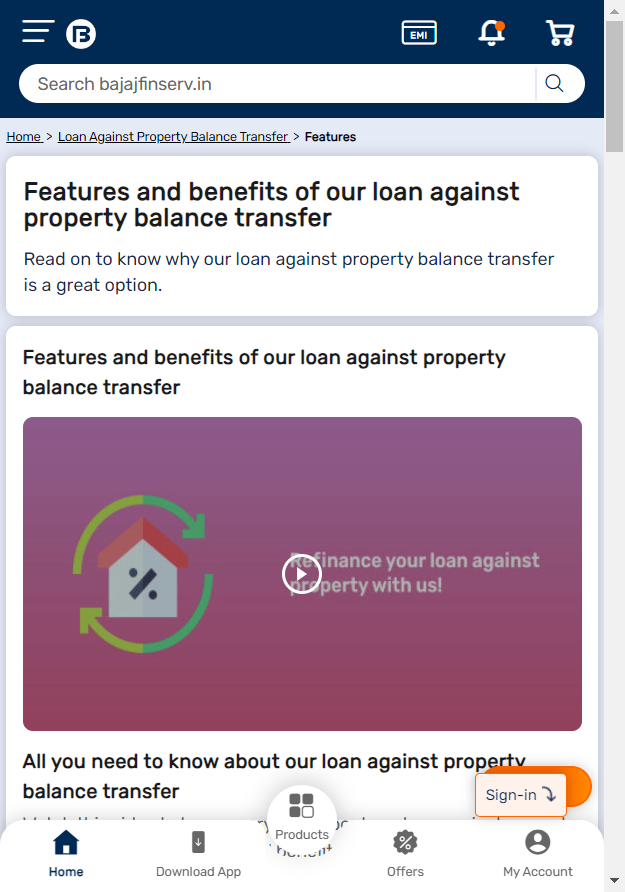 EMI
Search bajajfinserv.in
Home > Loan Against Property Balance Transfer > Features
Features and benefits of our loan against
property balance transfer
Read on to know why our loan against property balance transfer
is a great option.
Features and benefits of our loan against property
balance transfer
Refinance your loan against
property with us!
All you need to know about our loan against property
balance transfer
Sign-in
Products
Home
Download App
Offers
My Account